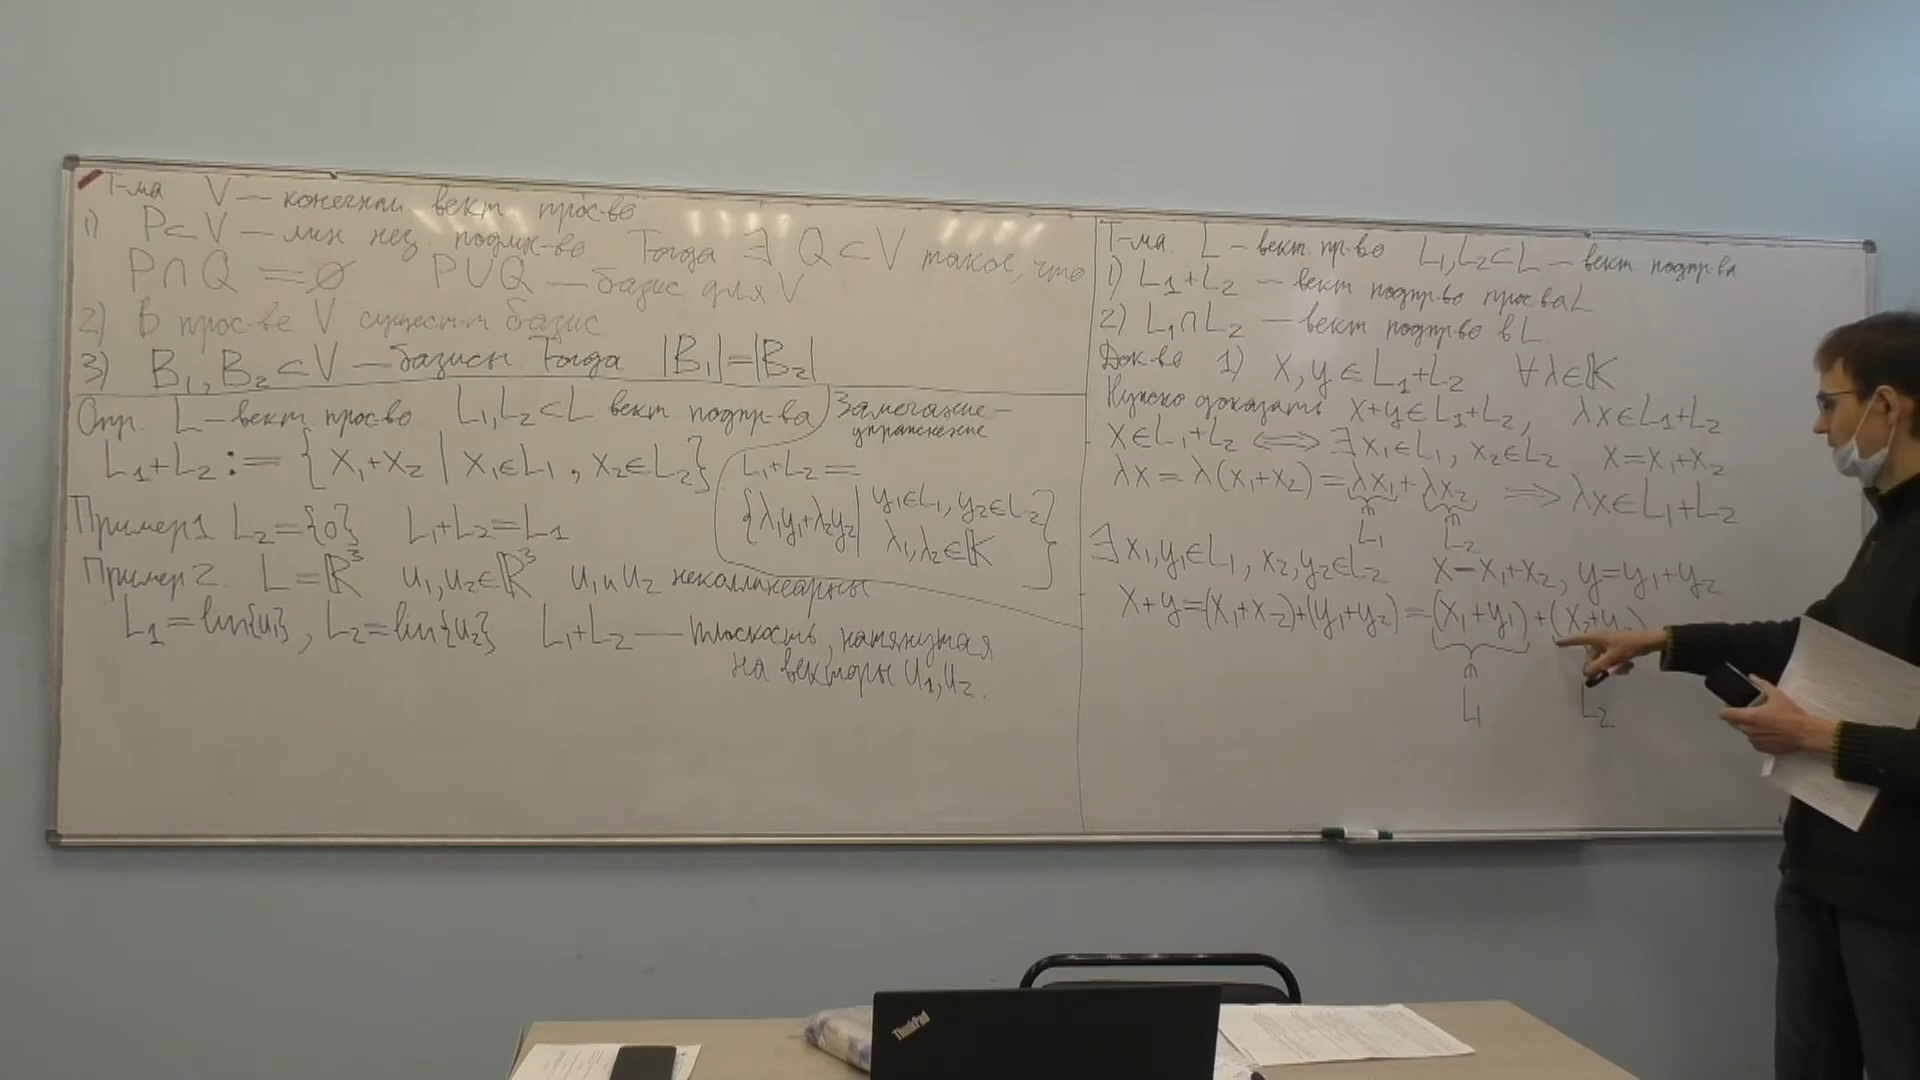 Т-ма V — конечном. вект. прос-во
1) P⊂V — лин. нез. подмн-во. Тогда ∃ Q⊂V такое, что
P∩Q = ∅ P∪Q — базис для V
2) В прос-ве V сущест-т базис
3) B₁, B₂ ⊂ V — базисы. Тогда |B₁|=|B₂|
Опр. L — вект. прос-во L₁, L₂ ⊂ L вект. подпр-ва
L₁+L₂ := {x₁+x₂ | x₁∈L₁, x₂∈L₂}
Пример 1 L₂={0} L₁+L₂=L₁
Пример 2. L=ℝ³ u₁,u₂∈ℝ³ u₁ и u₂ неколлинеарны
L₁=lin{u₁}, L₂=lin{u₂} L₁+L₂ — плоскость, натянутая
на векторы u₁,u₂.
Замечание –
упражнение
L₁+L₂ =
{λ₁y₁+λ₂y₂ | y₁∈L₁, y₂∈L₂
λ₁,λ₂∈𝕂}
Т-ма. L – вект. пр-во L₁,L₂⊂L – вект. подпр-ва
1) L₁+L₂ — вект. подпр-во прос-ва L
2) L₁∩L₂ — вект. подпр-во в L
Док-во 1) x, y ∈ L₁+L₂ ∀ λ∈𝕂
Нужно доказать x+y∈L₁+L₂, λx∈L₁+L₂
x∈L₁+L₂ ⟺ ∃ x₁∈L₁, x₂∈L₂ x=x₁+x₂
λx = λ(x₁+x₂) = λx₁ + λx₂ ⟹ λx∈L₁+L₂
L₁ L₂
∃ x₁,y₁∈L₁, x₂,y₂∈L₂ x=x₁+x₂, y=y₁+y₂
x+y=(x₁+x₂)+(y₁+y₂)=(x₁+y₁)+(x₂+y₂)
L₁ L₂
ThinkPad